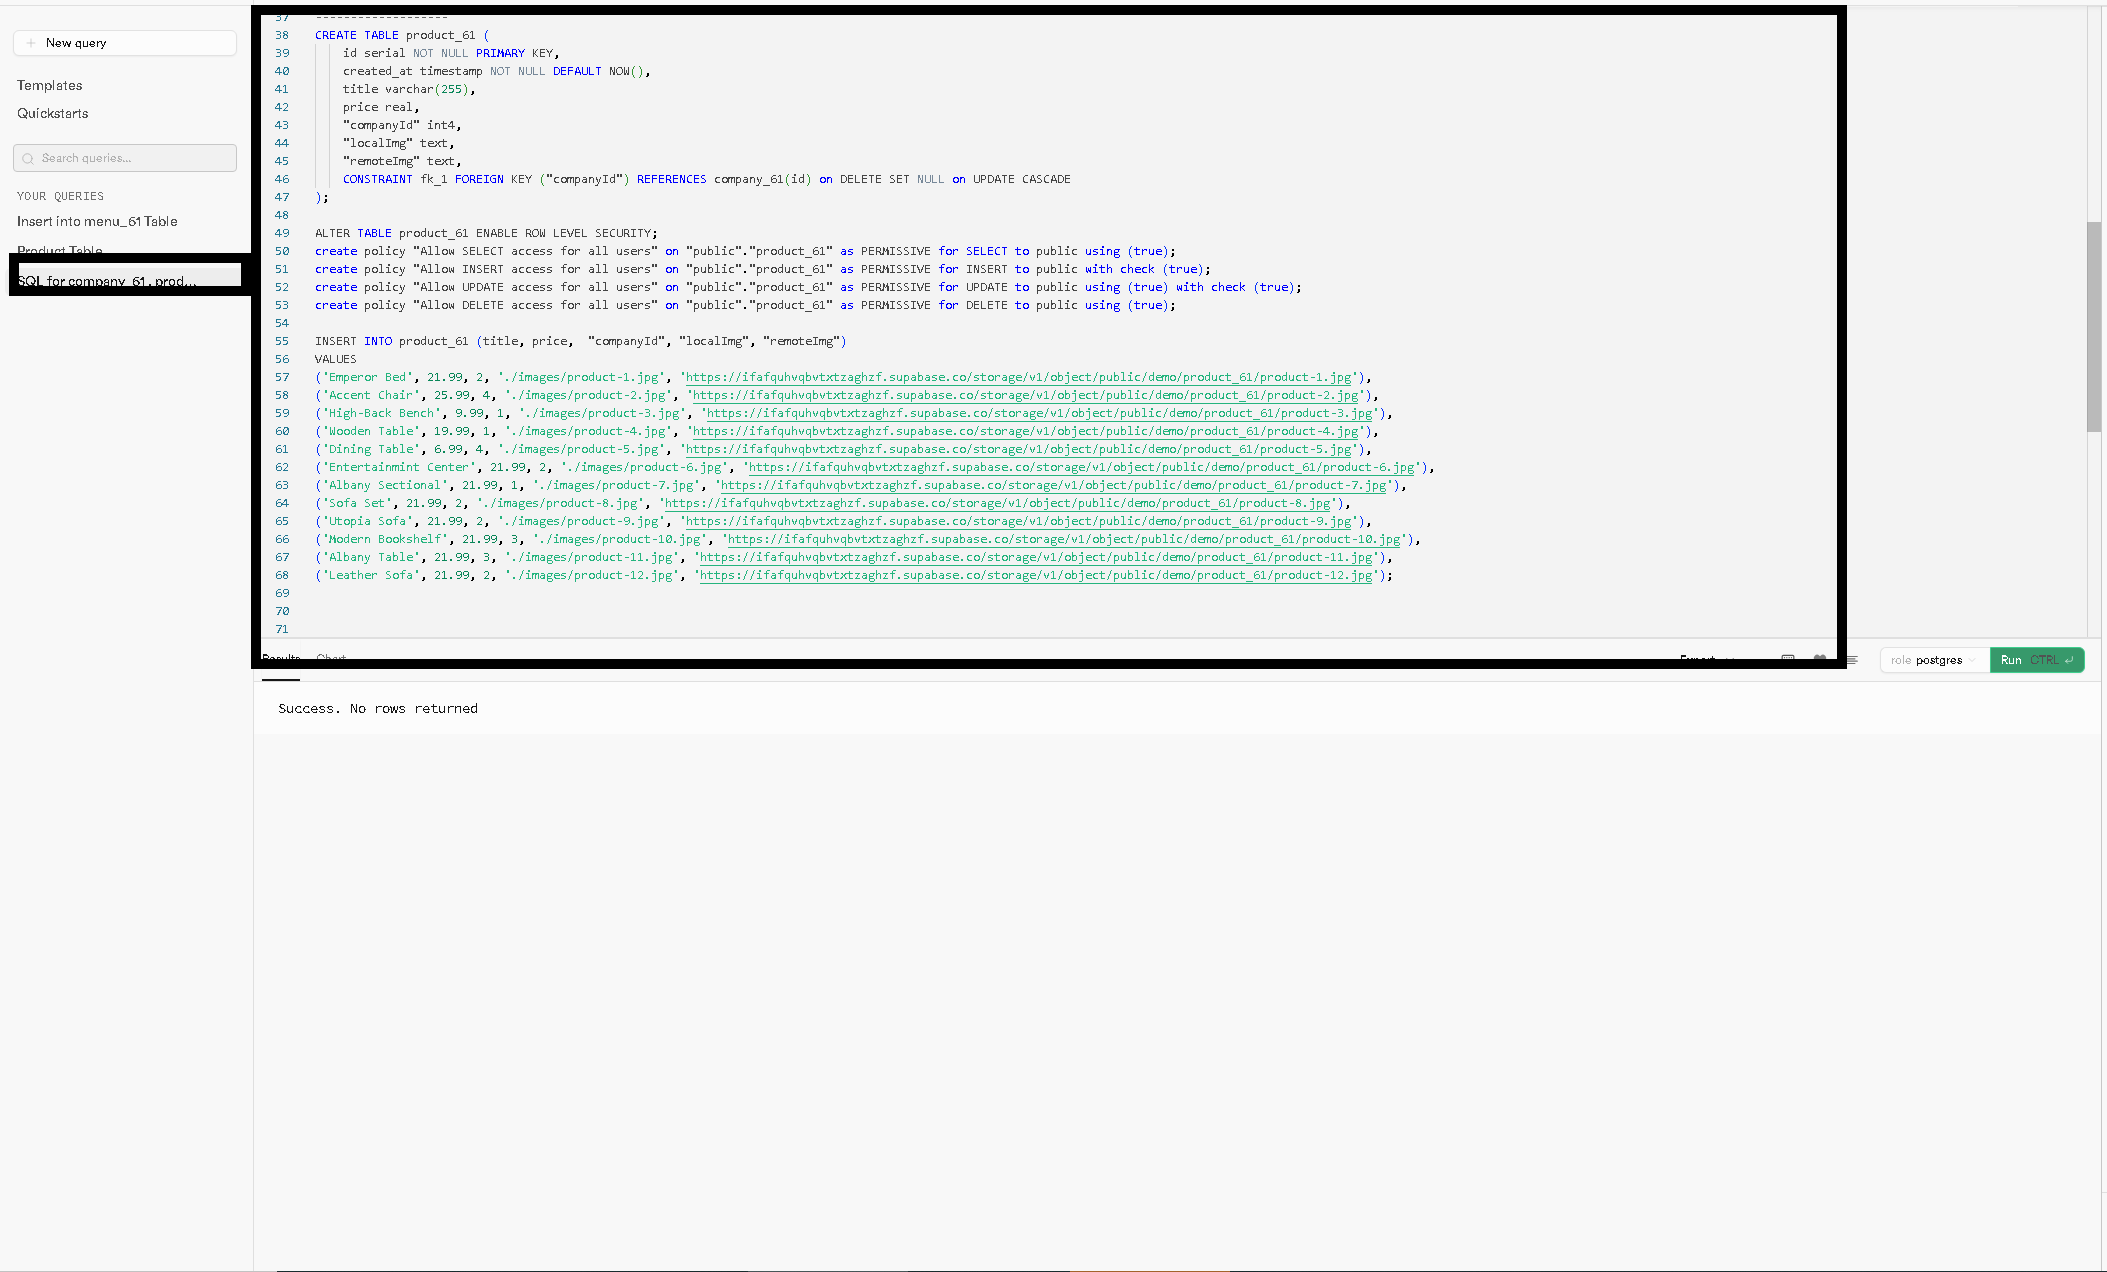 New query
Templates
Quickstarts
Search queries...
YOUR QUERIES
Insert into menu_61 Table
Product Table
SQL for company_61, prod...
37 -------------------
38 CREATE TABLE product_61 (
39 id serial NOT NULL PRIMARY KEY,
40 created_at timestamp NOT NULL DEFAULT NOW(),
41 title varchar(255),
42 price real,
43 "companyId" int4,
44 "localImg" text,
45 "remoteImg" text,
46 CONSTRAINT fk_1 FOREIGN KEY ("companyId") REFERENCES company_61(id) on DELETE SET NULL on UPDATE CASCADE
47 );
48
49 ALTER TABLE product_61 ENABLE ROW LEVEL SECURITY;
50 create policy "Allow SELECT access for all users" on "public"."product_61" as PERMISSIVE for SELECT to public using (true);
51 create policy "Allow INSERT access for all users" on "public"."product_61" as PERMISSIVE for INSERT to public with check (true);
52 create policy "Allow UPDATE access for all users" on "public"."product_61" as PERMISSIVE for UPDATE to public using (true) with check (true);
53 create policy "Allow DELETE access for all users" on "public"."product_61" as PERMISSIVE for DELETE to public using (true);
54
55 INSERT INTO product_61 (title, price,  "companyId", "localImg", "remoteImg")
56 VALUES
57 ('Emperor Bed', 21.99, 2, './images/product-1.jpg', 'https://ifafquhvqbvtxtzaghzf.supabase.co/storage/v1/object/public/demo/product_61/product-1.jpg'),
58 ('Accent Chair', 25.99, 4, './images/product-2.jpg', 'https://ifafquhvqbvtxtzaghzf.supabase.co/storage/v1/object/public/demo/product_61/product-2.jpg'),
59 ('High-Back Bench', 9.99, 1, './images/product-3.jpg', 'https://ifafquhvqbvtxtzaghzf.supabase.co/storage/v1/object/public/demo/product_61/product-3.jpg'),
60 ('Wooden Table', 19.99, 1, './images/product-4.jpg', 'https://ifafquhvqbvtxtzaghzf.supabase.co/storage/v1/object/public/demo/product_61/product-4.jpg'),
61 ('Dining Table', 6.99, 4, './images/product-5.jpg', 'https://ifafquhvqbvtxtzaghzf.supabase.co/storage/v1/object/public/demo/product_61/product-5.jpg'),
62 ('Entertainmint Center', 21.99, 2, './images/product-6.jpg', 'https://ifafquhvqbvtxtzaghzf.supabase.co/storage/v1/object/public/demo/product_61/product-6.jpg'),
63 ('Albany Sectional', 21.99, 1, './images/product-7.jpg', 'https://ifafquhvqbvtxtzaghzf.supabase.co/storage/v1/object/public/demo/product_61/product-7.jpg'),
64 ('Sofa Set', 21.99, 2, './images/product-8.jpg', 'https://ifafquhvqbvtxtzaghzf.supabase.co/storage/v1/object/public/demo/product_61/product-8.jpg'),
65 ('Utopia Sofa', 21.99, 2, './images/product-9.jpg', 'https://ifafquhvqbvtxtzaghzf.supabase.co/storage/v1/object/public/demo/product_61/product-9.jpg'),
66 ('Modern Bookshelf', 21.99, 3, './images/product-10.jpg', 'https://ifafquhvqbvtxtzaghzf.supabase.co/storage/v1/object/public/demo/product_61/product-10.jpg'),
67 ('Albany Table', 21.99, 3, './images/product-11.jpg', 'https://ifafquhvqbvtxtzaghzf.supabase.co/storage/v1/object/public/demo/product_61/product-11.jpg'),
68 ('Leather Sofa', 21.99, 2, './images/product-12.jpg', 'https://ifafquhvqbvtxtzaghzf.supabase.co/storage/v1/object/public/demo/product_61/product-12.jpg');
69
70
71
Results Chart Export role postgres Run CTRL
Success. No rows returned